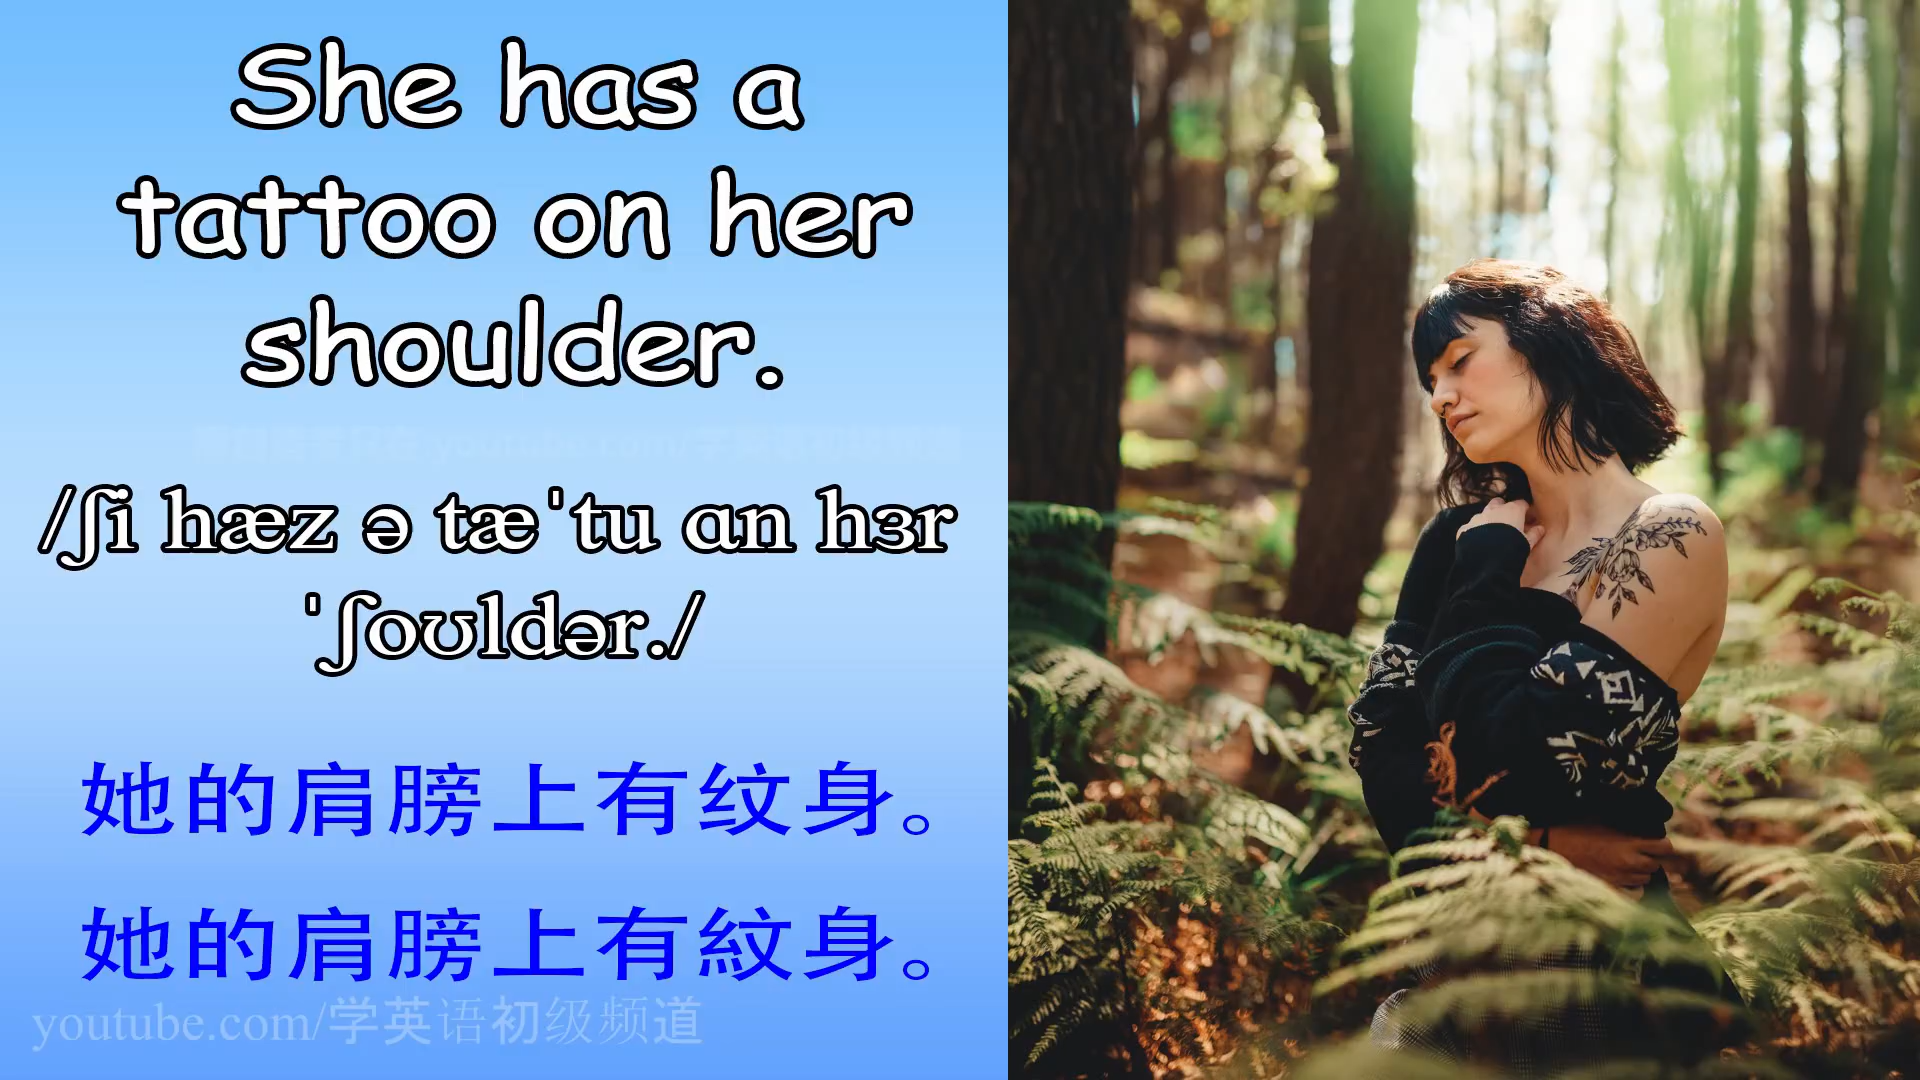 She has a
tattoo on her
shoulder.
/ʃi hæz ə tæˈtu ɑn hɜr
ˈʃoʊldər./
她的肩膀上有纹身。
她的肩膀上有紋身。
youtube.com/学英语初级频道